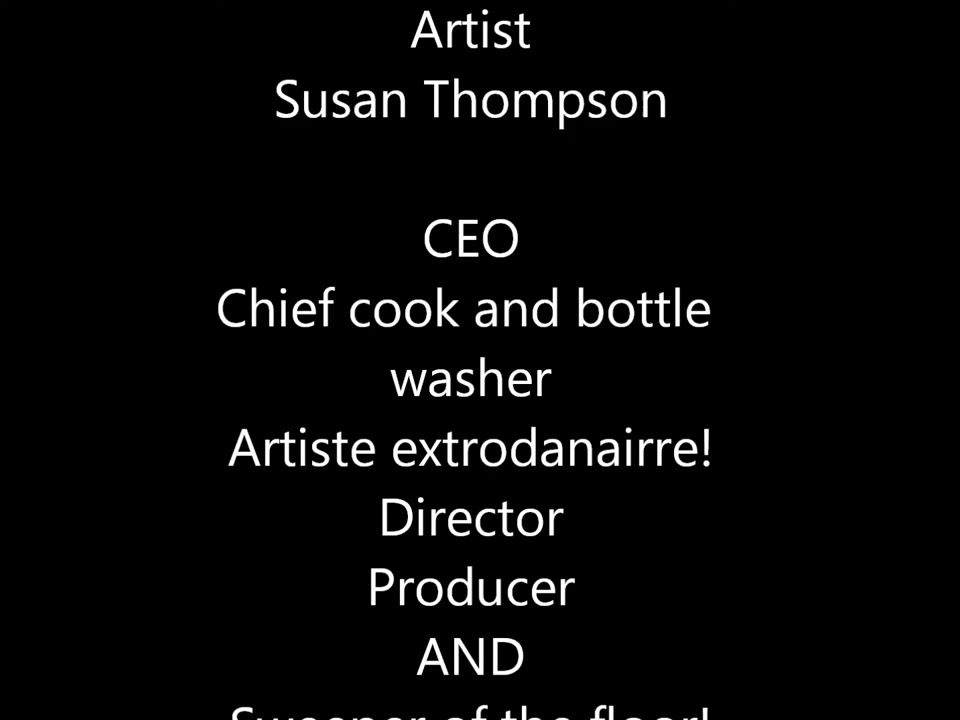 Artist
Susan Thompson
CEO
Chief cook and bottle
washer
Artiste extrodanairre!
Director
Producer
AND
Sweeper of the floor!